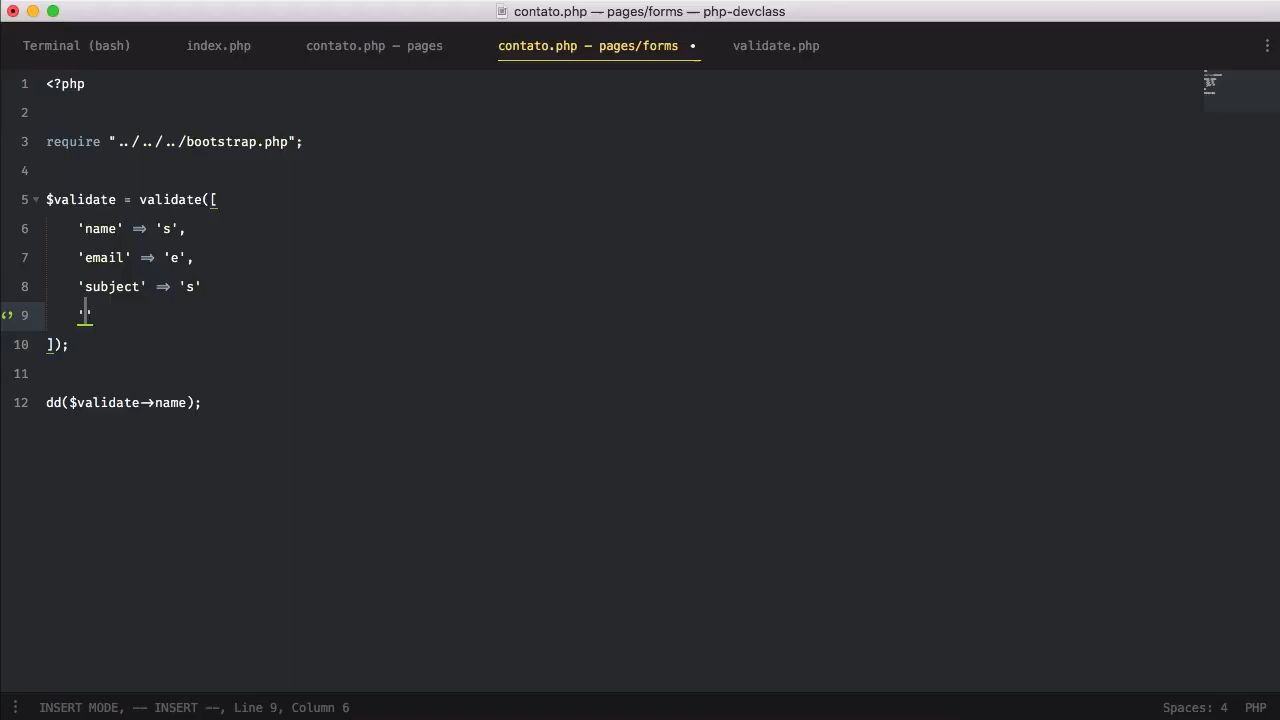 contato.php — pages/forms — php-devclass
Terminal (bash) index.php contato.php — pages contato.php — pages/forms • validate.php
1 <?php
2
3 require "../../../bootstrap.php";
4
5 $validate = validate([
6 'name' => 's',
7 'email' => 'e',
8 'subject' => 's'
9 ''
10 ]);
11
12 dd($validate->name);
INSERT MODE, -- INSERT --, Line 9, Column 6 Spaces: 4 PHP